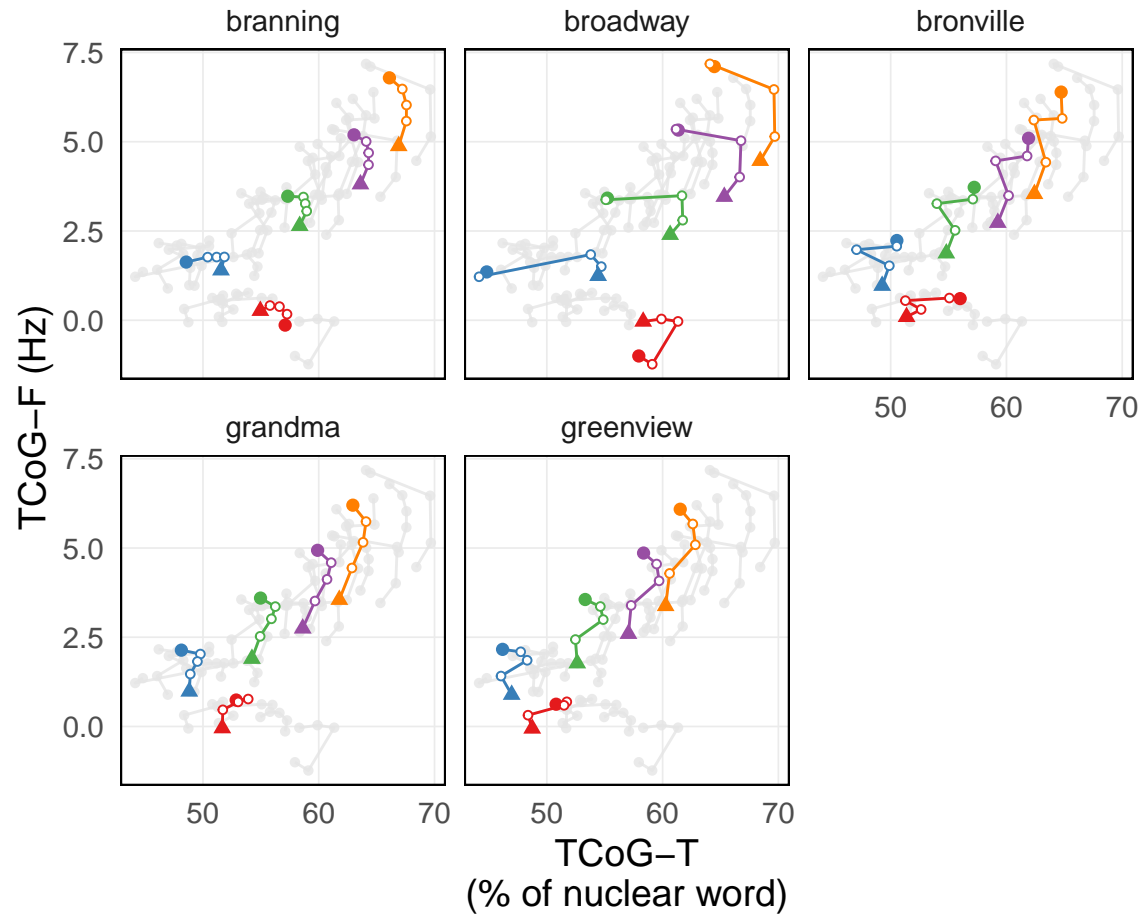 branning broadway bronville
7.5
5.0
2.5
0.0
50 60 70
grandma greenview
7.5
5.0
2.5
0.0
50 60 70 50 60 70
TCoG−F (Hz)
TCoG−T
(% of nuclear word)